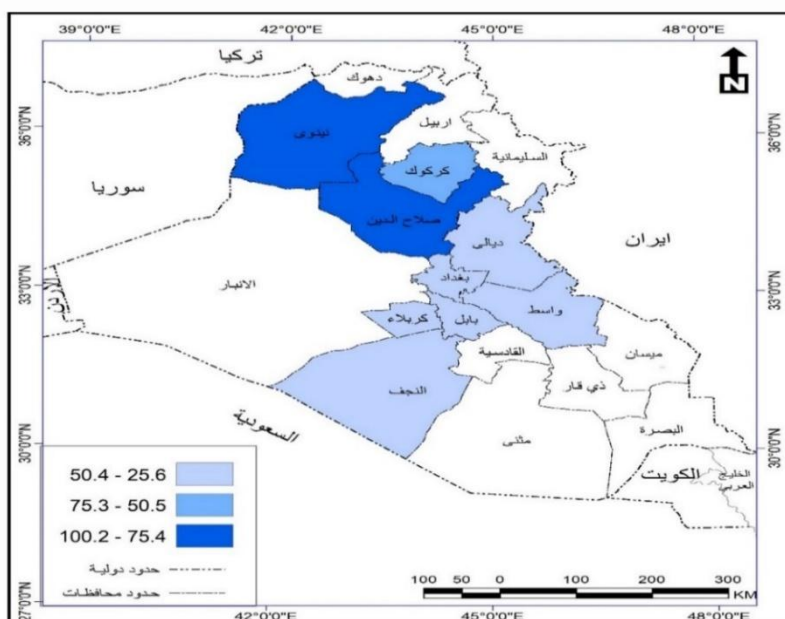 39°0'0"E 42°0'0"E 45°0'0"E 48°0'0"E
تركيا
N
دهوك
36°0'0"N
36°0'0"N
نينوى
اربيل
السليمانية
كركوك
سوريا
صلاح الدين
ايران
ديالى
33°0'0"N
33°0'0"N
الانبار
بغداد
الاردن
واسط
كربلاء
بابل
القادسية
ميسان
النجف
ذي قار
السعودية
البصرة
مثنى
30°0'0"N
30°0'0"N
الكويت
الخليج
العربي
50.4 - 25.6
75.3 - 50.5
100.2 - 75.4
حدود دولية
حدود محافظات
100 50 0 100 200 300
KM
27°0'0"N
27°0'0"N
42°0'0"E 45°0'0"E 48°0'0"E